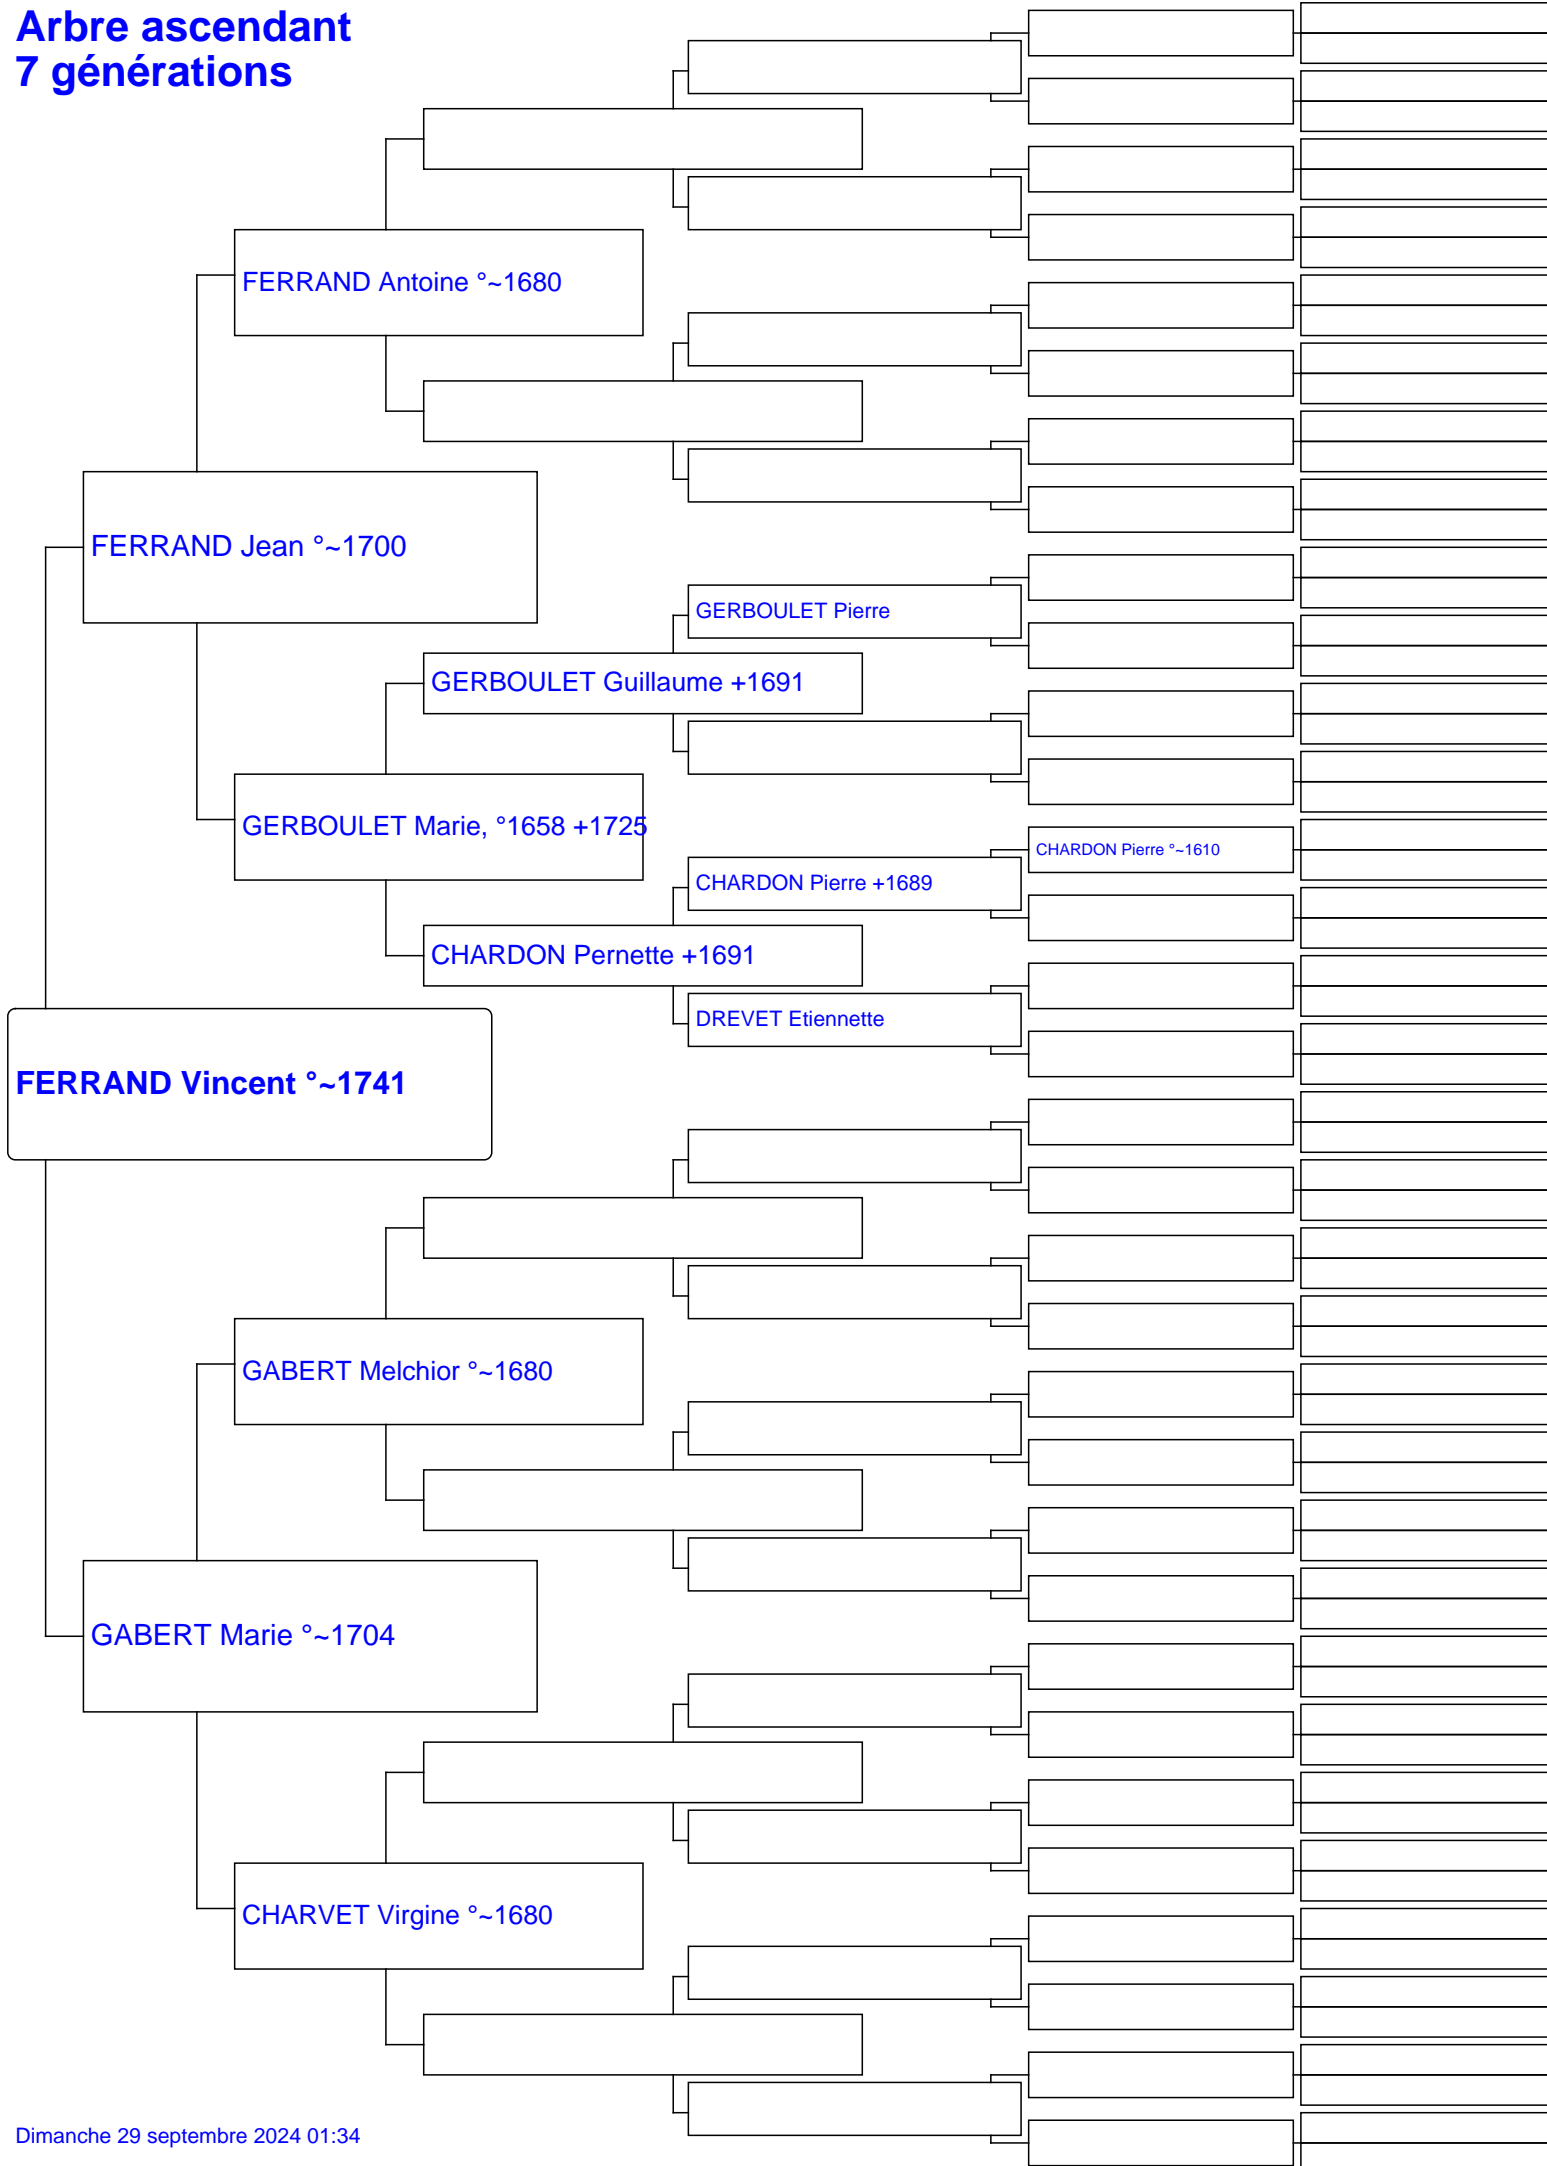 Arbre ascendant
7 générations
FERRAND Antoine °~1680
FERRAND Jean °~1700
GERBOULET Pierre
GERBOULET Guillaume +1691
GERBOULET Marie, °1658 +1725
CHARDON Pierre °~1610
CHARDON Pierre +1689
CHARDON Pernette +1691
DREVET Etiennette
FERRAND Vincent °~1741
GABERT Melchior °~1680
GABERT Marie °~1704
CHARVET Virgine °~1680
Dimanche 29 septembre 2024 01:34